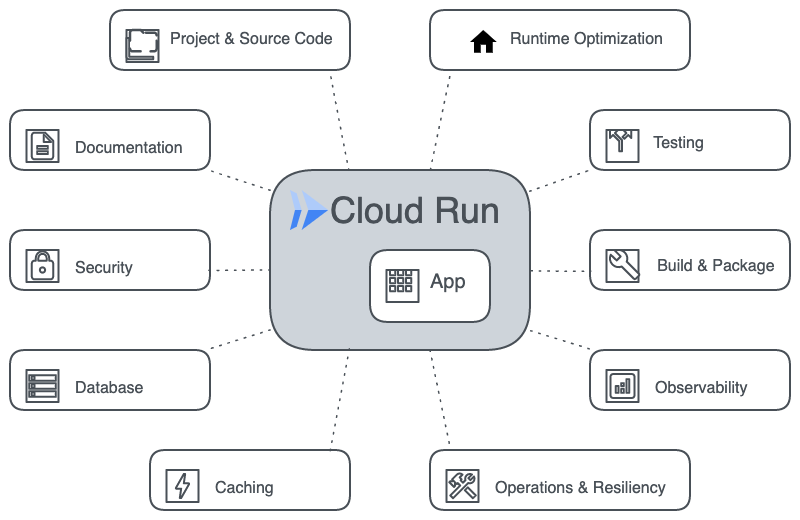 Project & Source Code
Runtime Optimization
Documentation
Testing
Cloud Run
Security
App
Build & Package
Database
Observability
Caching
Operations & Resiliency